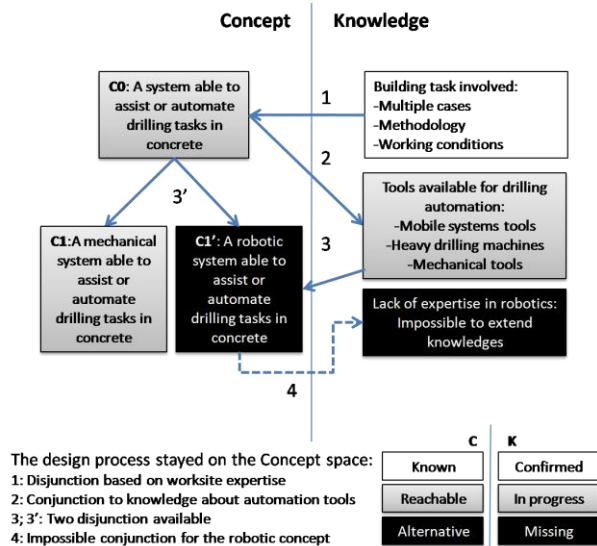 Concept
Knowledge
C0: A system able to
assist or automate
drilling tasks in
concrete
1
Building task involved:
-Multiple cases
-Methodology
-Working conditions
2
3'
Tools available for drilling
automation:
-Mobile systems tools
-Heavy drilling machines
-Mechanical tools
3
C1:A mechanical
system able to
assist or
automate
drilling tasks in
concrete
C1': A robotic
system able to
assist or
automate
drilling tasks in
concrete
Lack of expertise in robotics:
Impossible to extend
knowledges
4
The design process stayed on the Concept space:
1: Disjunction based on worksite expertise
2: Conjunction to knowledge about automation tools
3; 3': Two disjunction available
4: Impossible conjunction for the robotic concept
C
K
Known
Confirmed
Reachable
In progress
Alternative
Missing